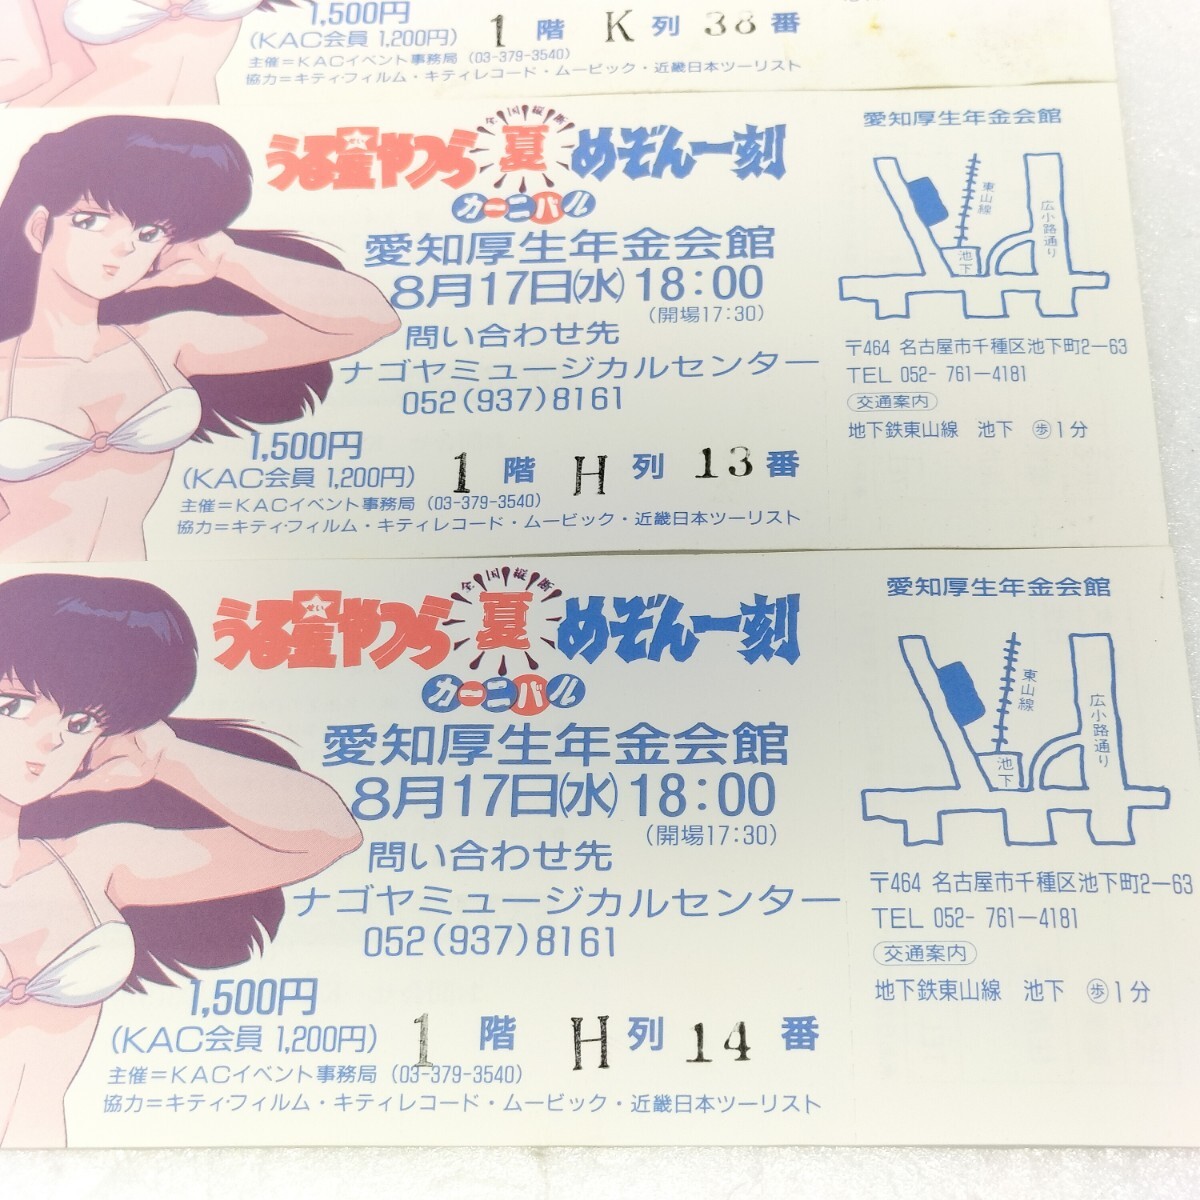 1,500円
1 階 K 列 38 番
(KAC会員 1,200円)
主催=KACイベント事務局 (03-379-3540)
協力=キティ・フィルム・キティレコード・ムービック・近畿日本ツーリスト
全国縦断
うる星やつら 夏 めぞん一刻
せい
カーニバル
愛知厚生年金会館
8月17日(水)18:00
(開場17:30)
問い合わせ先
ナゴヤミュージカルセンター
052(937)8161
1,500円
(KAC会員 1,200円)
1 階 H 列 13 番
主催=KACイベント事務局 (03-379-3540)
協力=キティ・フィルム・キティレコード・ムービック・近畿日本ツーリスト
愛知厚生年金会館
東山線
広小路通り
池下
〒464 名古屋市千種区池下町2-63
TEL 052-761-4181
交通案内
地下鉄東山線 池下 歩1分
全国縦断
うる星やつら 夏 めぞん一刻
せい
カーニバル
愛知厚生年金会館
8月17日(水)18:00
(開場17:30)
問い合わせ先
ナゴヤミュージカルセンター
052(937)8161
1,500円
(KAC会員 1,200円)
1 階 H 列 14 番
主催=KACイベント事務局 (03-379-3540)
協力=キティ・フィルム・キティレコード・ムービック・近畿日本ツーリスト
愛知厚生年金会館
東山線
広小路通り
池下
〒464 名古屋市千種区池下町2-63
TEL 052-761-4181
交通案内
地下鉄東山線 池下 歩1分